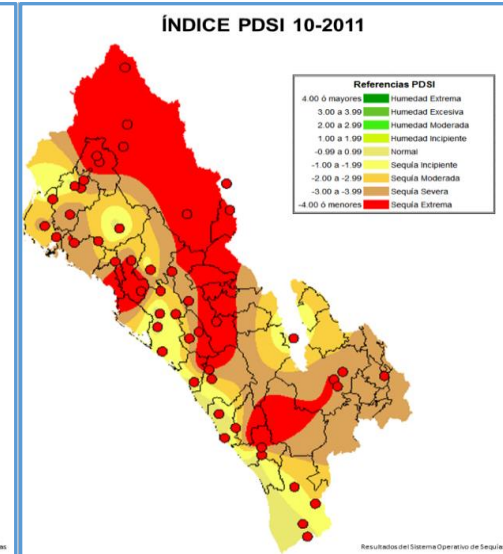 ÍNDICE PDSI 10-2011
Referencias PDSI
4.00 ó mayores Humedad Extrema
3.00 a 3.99 Humedad Excesiva
2.00 a 2.99 Humedad Moderada
1.00 a 1.99 Humedad Incipiente
-0.99 a 0.99 Normal
-1.00 a -1.99 Sequía Incipiente
-2.00 a -2.99 Sequía Moderada
-3.00 a -3.99 Sequía Severa
-4.00 ó menores Sequía Extrema
as
Resultados del Sistema Operativo de Sequías